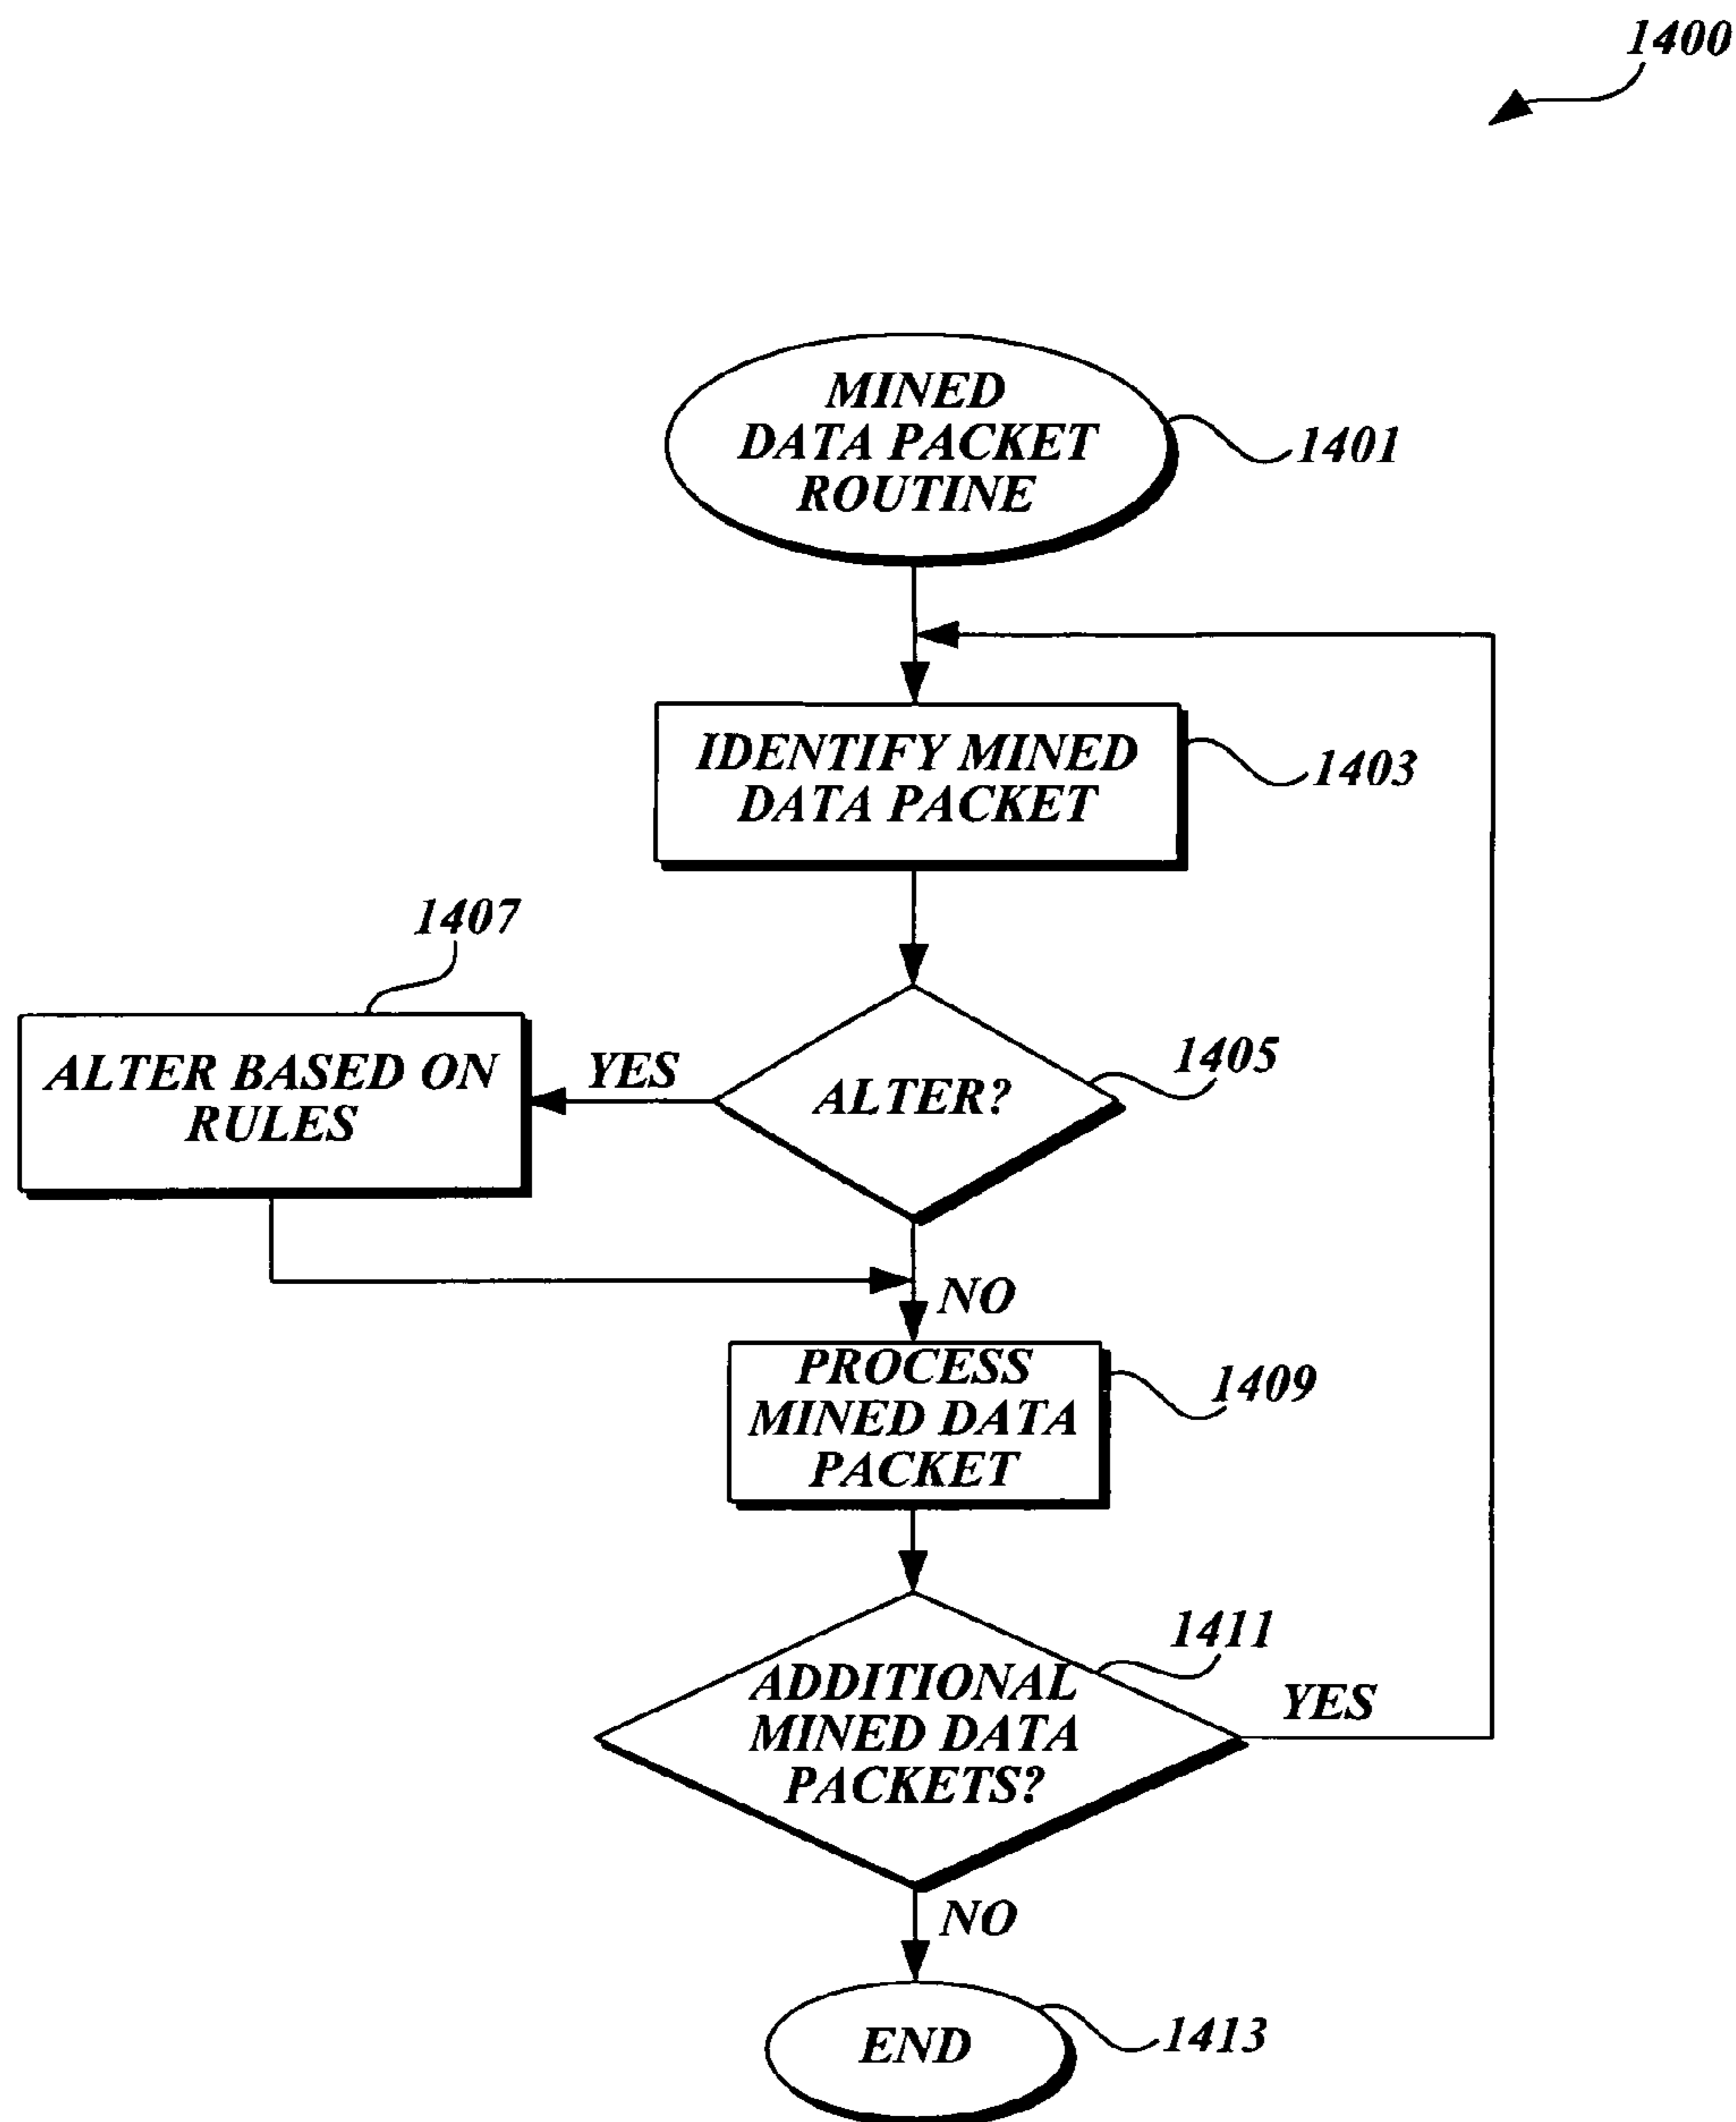 1400
MINED
DATA PACKET
ROUTINE
1401
IDENTIFY MINED
DATA PACKET
1403
1407
ALTER BASED ON
RULES
YES
ALTER?
1405
NO
PROCESS
MINED DATA
PACKET
1409
ADDITIONAL
MINED DATA
PACKETS?
1411
YES
NO
END
1413